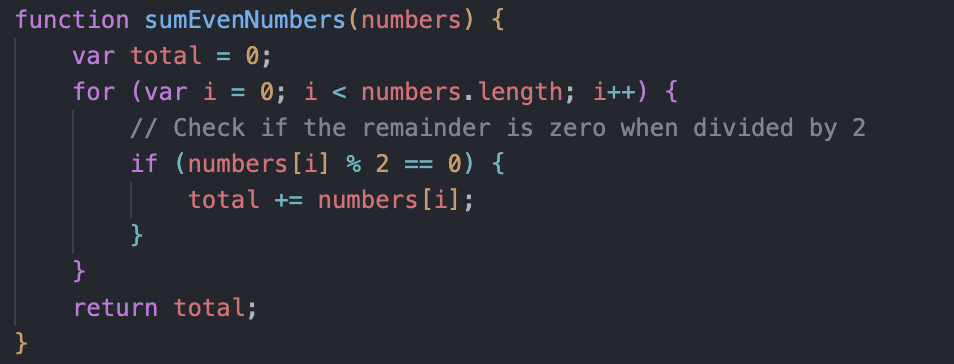 function sumEvenNumbers(numbers) {
    var total = 0;
    for (var i = 0; i < numbers.length; i++) {
        // Check if the remainder is zero when divided by 2
        if (numbers[i] % 2 == 0) {
            total += numbers[i];
        }
    }
    return total;
}